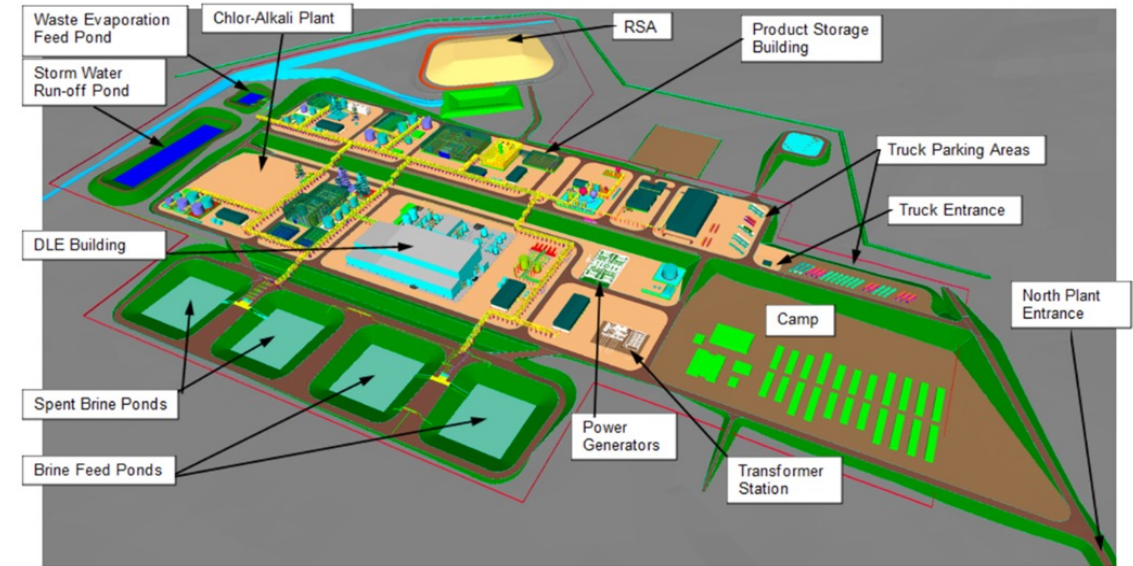 Waste Evaporation
Feed Pond
Chlor-Alkali Plant
RSA
Product Storage
Building
Storm Water
Run-off Pond
Truck Parking Areas
Truck Entrance
DLE Building
North Plant
Entrance
Camp
Spent Brine Ponds
Power
Generators
Brine Feed Ponds
Transformer
Station